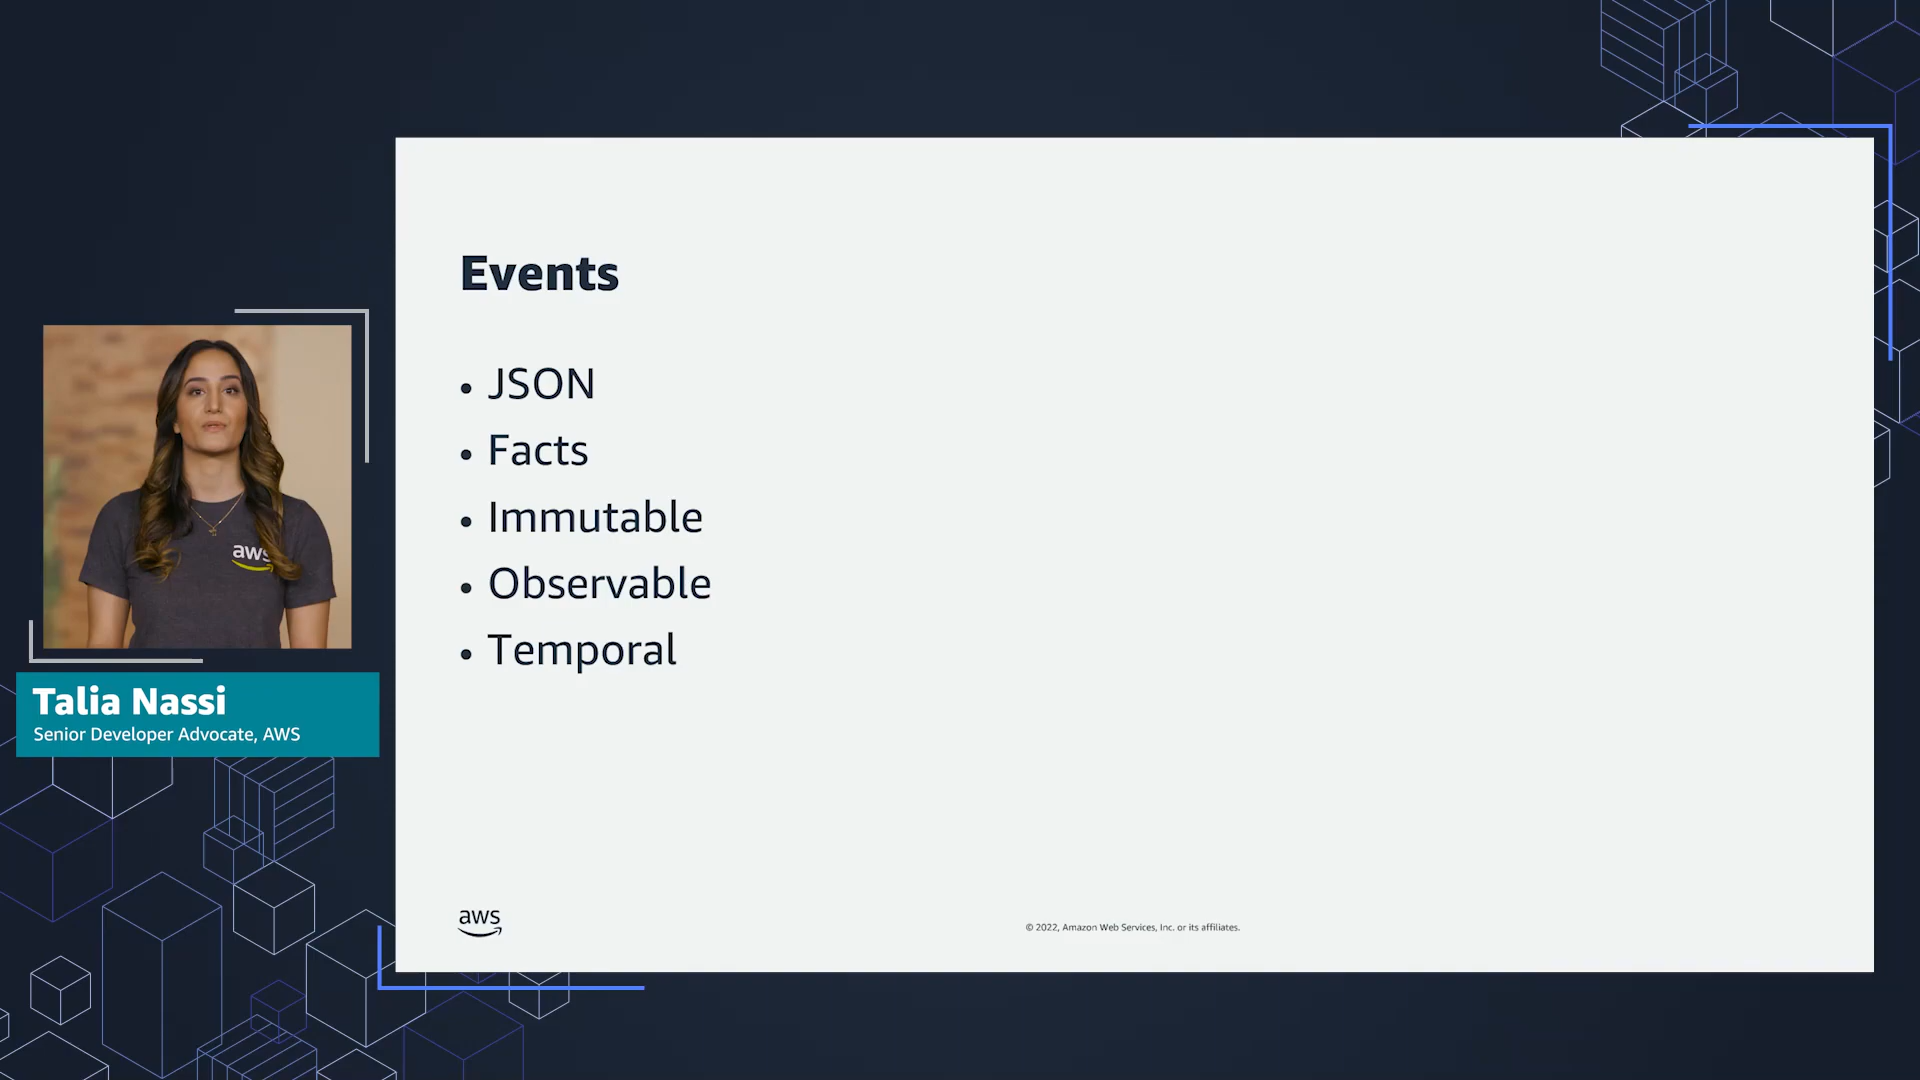 Events
• JSON
• Facts
• Immutable
• Observable
• Temporal
aws
Talia Nassi
Senior Developer Advocate, AWS
aws
© 2022, Amazon Web Services, Inc. or its affiliates.